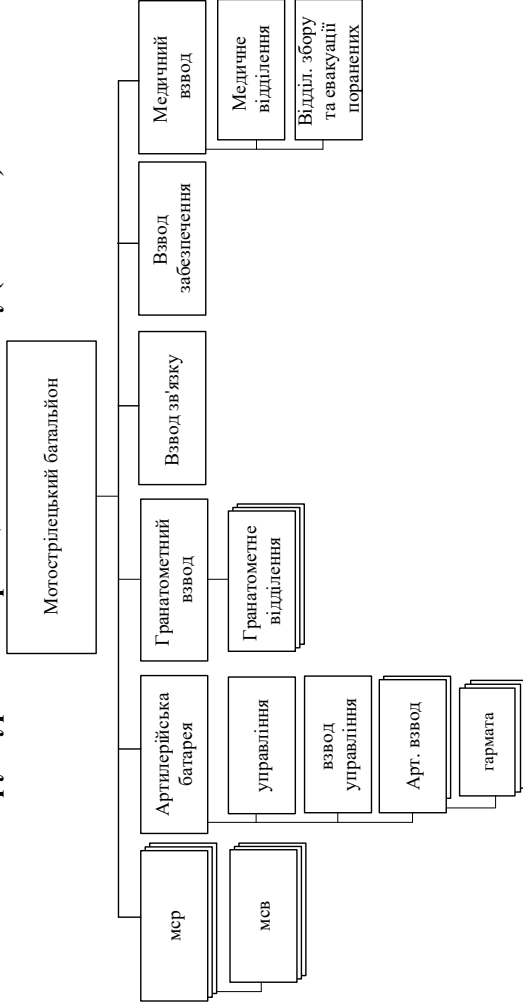 Мотострілецький батальйон
мср
Артилерійська
батарея
Гранатометний
взвод
Взвод зв'язку
Взвод
забезпечення
Медичний
взвод
мсв
управління
взвод
управління
Арт. взвод
гармата
Гранатометне
відділення
Медичне
відділення
Відділ. збору
та евакуації
поранених